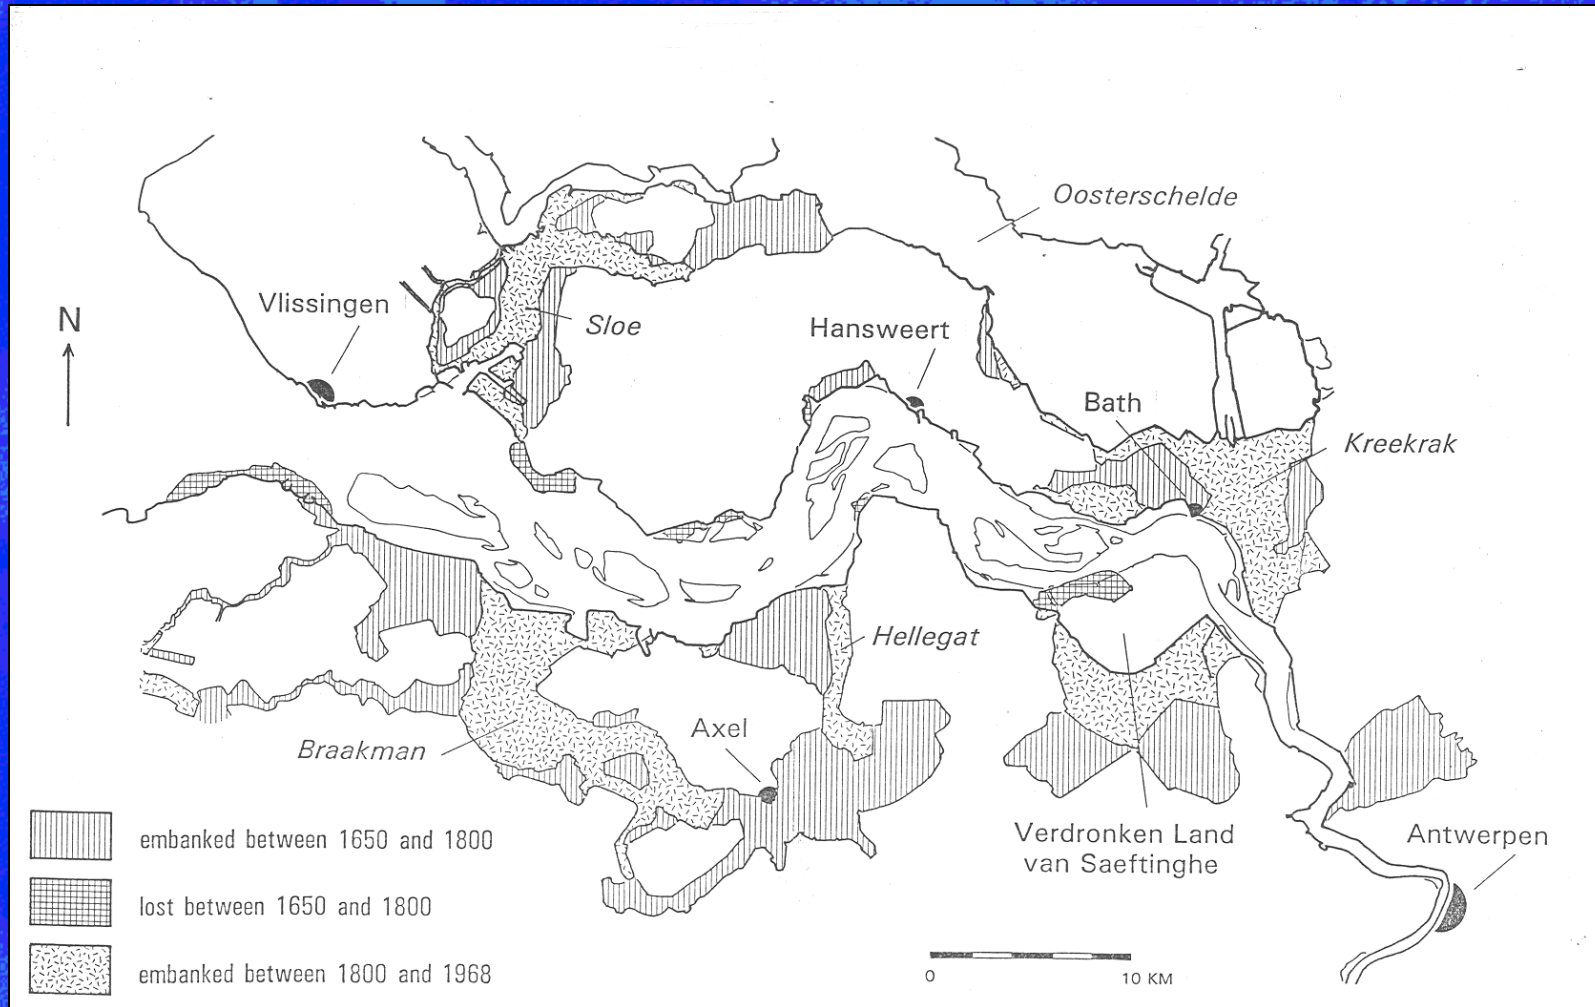 Oosterschelde
Vlissingen
N
Sloe
Hansweert
Bath
Kreekrak
Hellegat
Axel
Braakman
Verdronken Land
van Saeftinghe
Antwerpen
embanked between 1650 and 1800
lost between 1650 and 1800
embanked between 1800 and 1968
0 10 KM